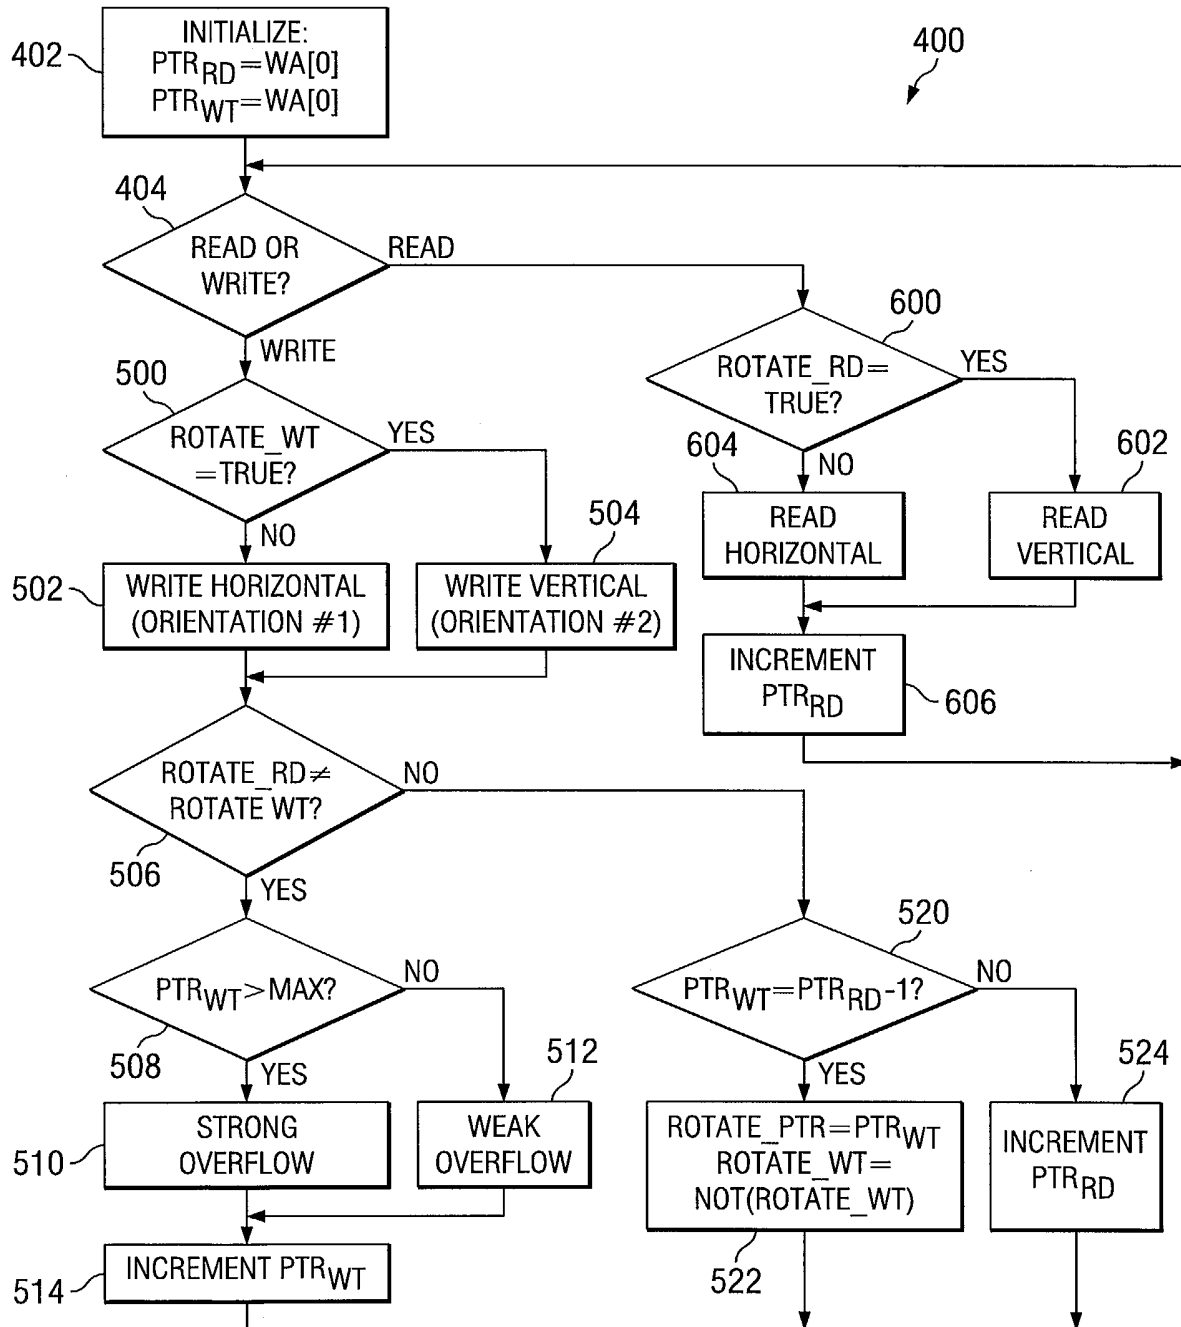 INITIALIZE:
PTRRD=WA[0]
PTRWT=WA[0]
402
400
404
READ OR
WRITE?
READ
WRITE
600
ROTATE_RD=
TRUE?
YES
NO
500
ROTATE_WT
=TRUE?
YES
NO
604
READ
HORIZONTAL
602
READ
VERTICAL
502
WRITE HORIZONTAL
(ORIENTATION #1)
504
WRITE VERTICAL
(ORIENTATION #2)
INCREMENT
PTRRD
606
ROTATE_RD≠
ROTATE WT?
NO
506
YES
PTRWT>MAX?
NO
508
YES
520
PTRWT=PTRRD-1?
NO
YES
510
STRONG
OVERFLOW
512
WEAK
OVERFLOW
ROTATE_PTR=PTRWT
ROTATE_WT=
NOT(ROTATE_WT)
522
524
INCREMENT
PTRRD
514
INCREMENT PTRWT